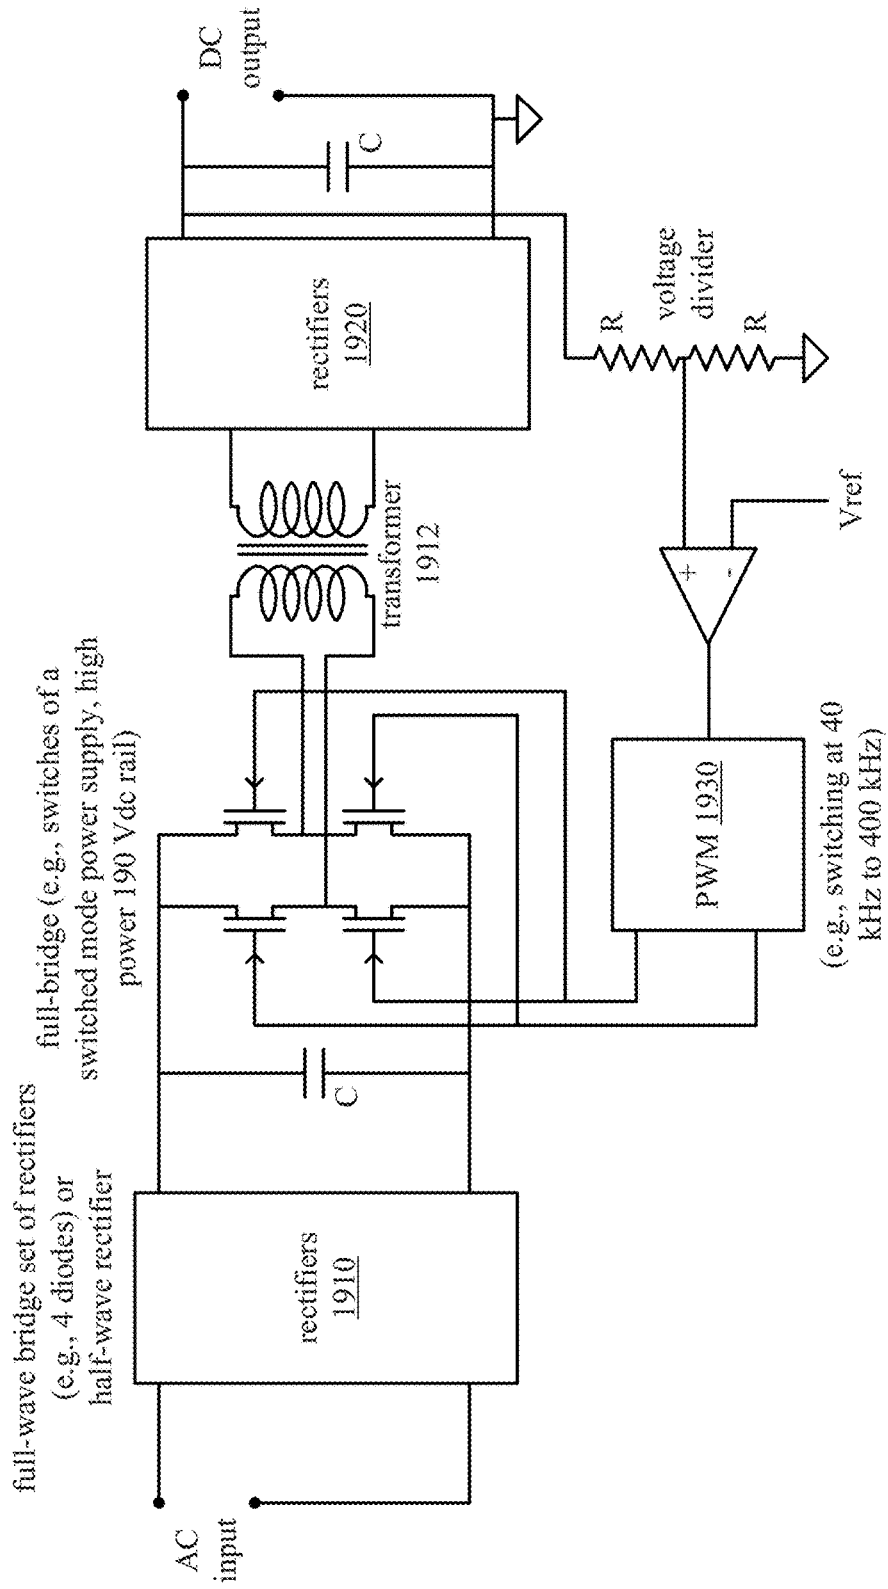 full-wave bridge set of rectifiers
(e.g., 4 diodes) or
half-wave rectifier
full-bridge (e.g., switches of a
switched mode power supply, high
power 190 Vdc rail)
AC
input
rectifiers
1910
C
transformer
1912
rectifiers
1920
C
DC
output
PWM 1930
(e.g., switching at 40
kHz to 400 kHz)
+
-
Vref
R
R
voltage
divider